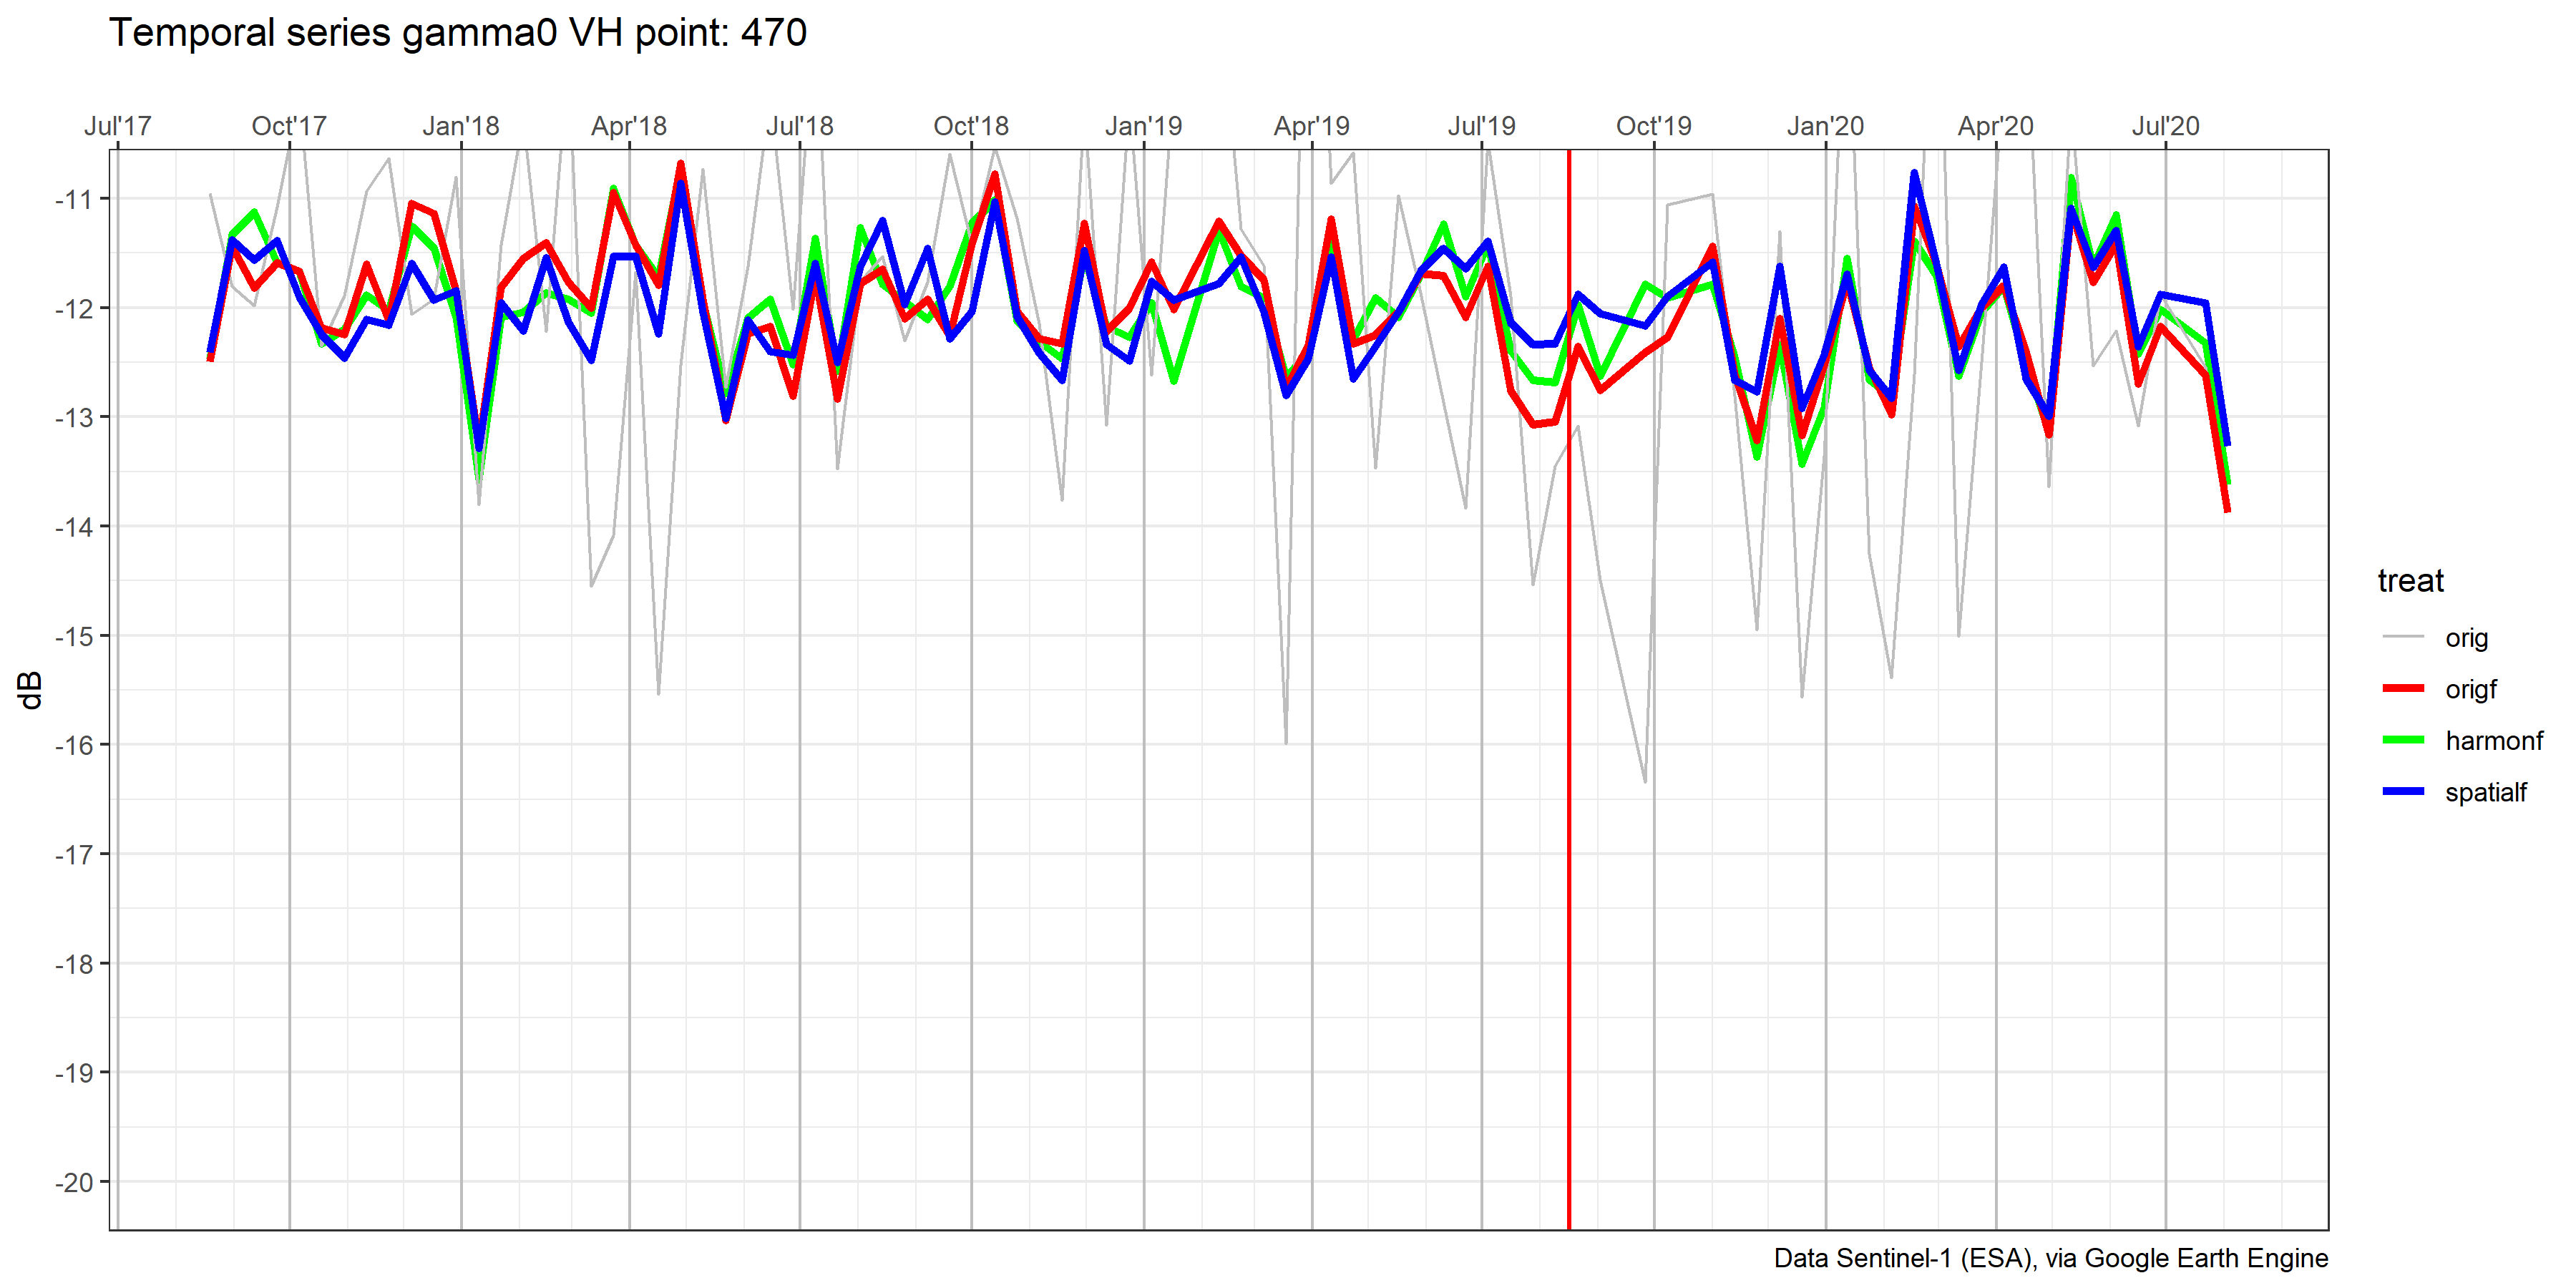 Temporal series gamma0 VH point: 470
Jul'17 Oct'17 Jan'18 Apr'18 Jul'18 Oct'18 Jan'19 Apr'19 Jul'19 Oct'19 Jan'20 Apr'20 Jul'20
-11
-12
-13
-14
-15
-16
-17
-18
-19
-20
dB
treat
orig
origf
harmonf
spatialf
Data Sentinel-1 (ESA), via Google Earth Engine